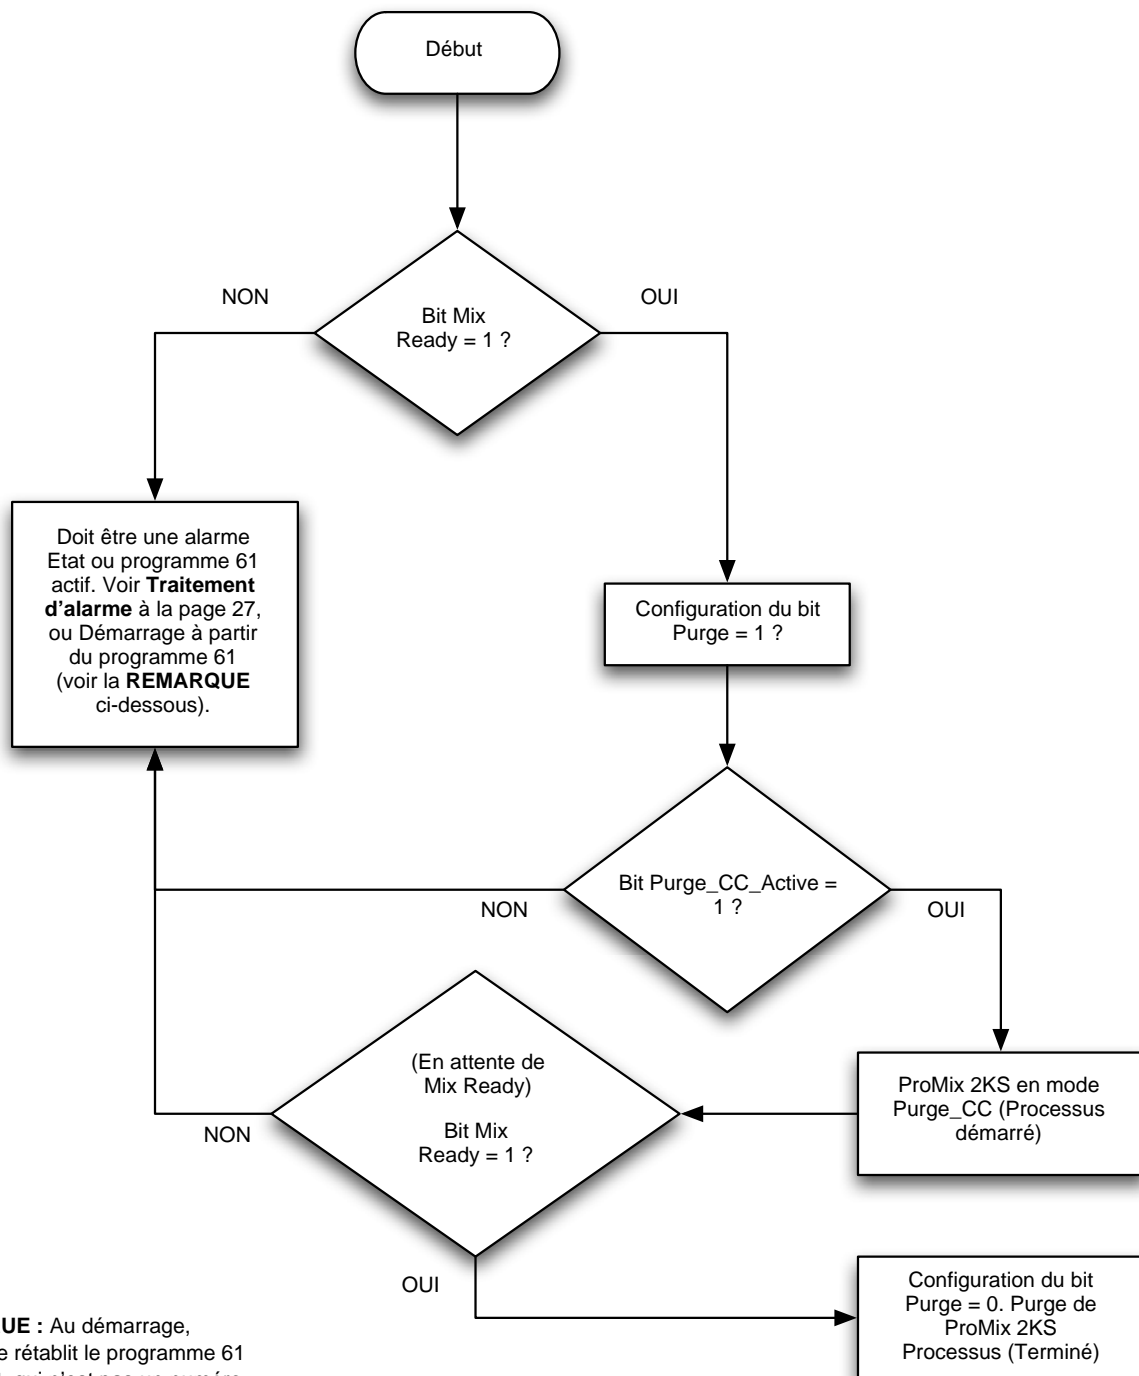 Début
NON
OUI
Bit Mix
Ready = 1 ?
Doit être une alarme
Etat ou programme 61
actif. Voir Traitement
d'alarme à la page 27,
ou Démarrage à partir
du programme 61
(voir la REMARQUE
ci-dessous).
Configuration du bit
Purge = 1 ?
Bit Purge_CC_Active =
1 ?
NON
OUI
(En attente de
Mix Ready)
Bit Mix
Ready = 1 ?
NON
ProMix 2KS en mode
Purge_CC (Processus
démarré)
OUI
Configuration du bit
Purge = 0. Purge de
ProMix 2KS
Processus (Terminé)
UE : Au démarrage,
e rétablit le programme 61